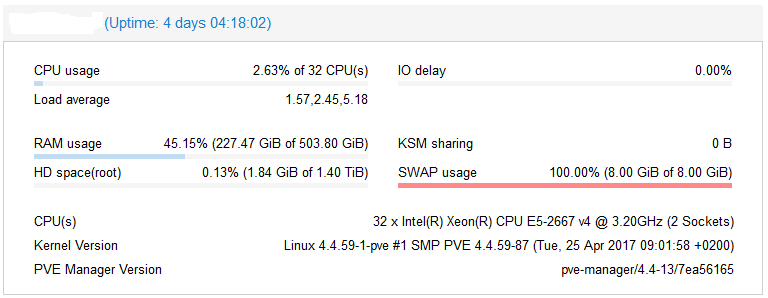 (Uptime: 4 days 04:18:02)
CPU usage 2.63% of 32 CPU(s) IO delay 0.00%
Load average 1.57,2.45,5.18
RAM usage 45.15% (227.47 GiB of 503.80 GiB) KSM sharing 0 B
HD space(root) 0.13% (1.84 GiB of 1.40 TiB) SWAP usage 100.00% (8.00 GiB of 8.00 GiB)
CPU(s) 32 x Intel(R) Xeon(R) CPU E5-2667 v4 @ 3.20GHz (2 Sockets)
Kernel Version Linux 4.4.59-1-pve #1 SMP PVE 4.4.59-87 (Tue, 25 Apr 2017 09:01:58 +0200)
PVE Manager Version pve-manager/4.4-13/7ea56165